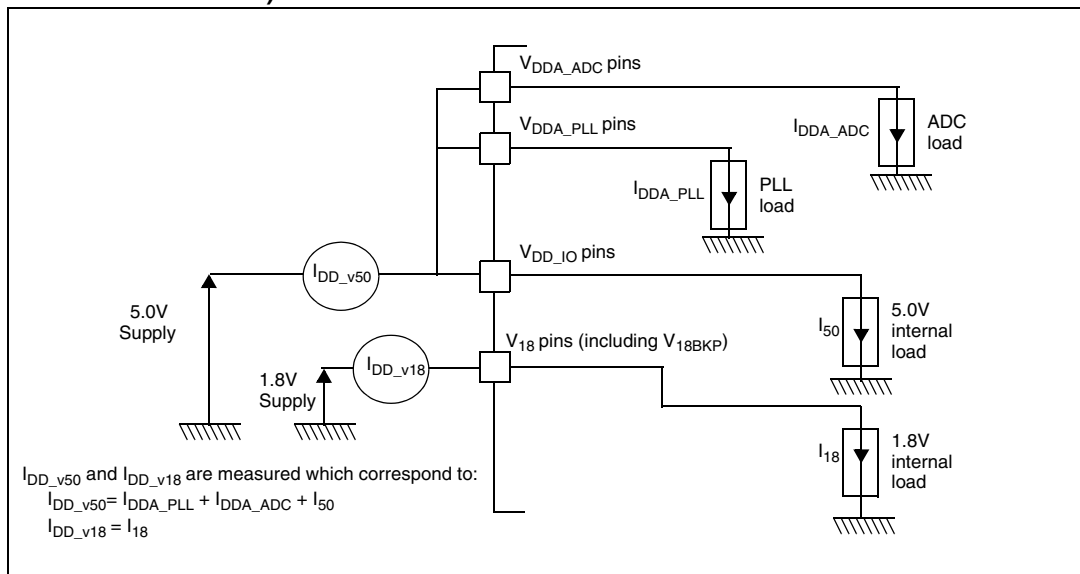 V_DDA_ADC pins
I_DDA_ADC
ADC
load
V_DDA_PLL pins
I_DDA_PLL
PLL
load
V_DD_IO pins
I_DD_v50
5.0V
Supply
I_50
5.0V
internal
load
V_18 pins (including V_18BKP)
I_DD_v18
1.8V
Supply
I_18
1.8V
internal
load
I_DD_v50 and I_DD_v18 are measured which correspond to:
I_DD_v50= I_DDA_PLL + I_DDA_ADC + I_50
I_DD_v18 = I_18